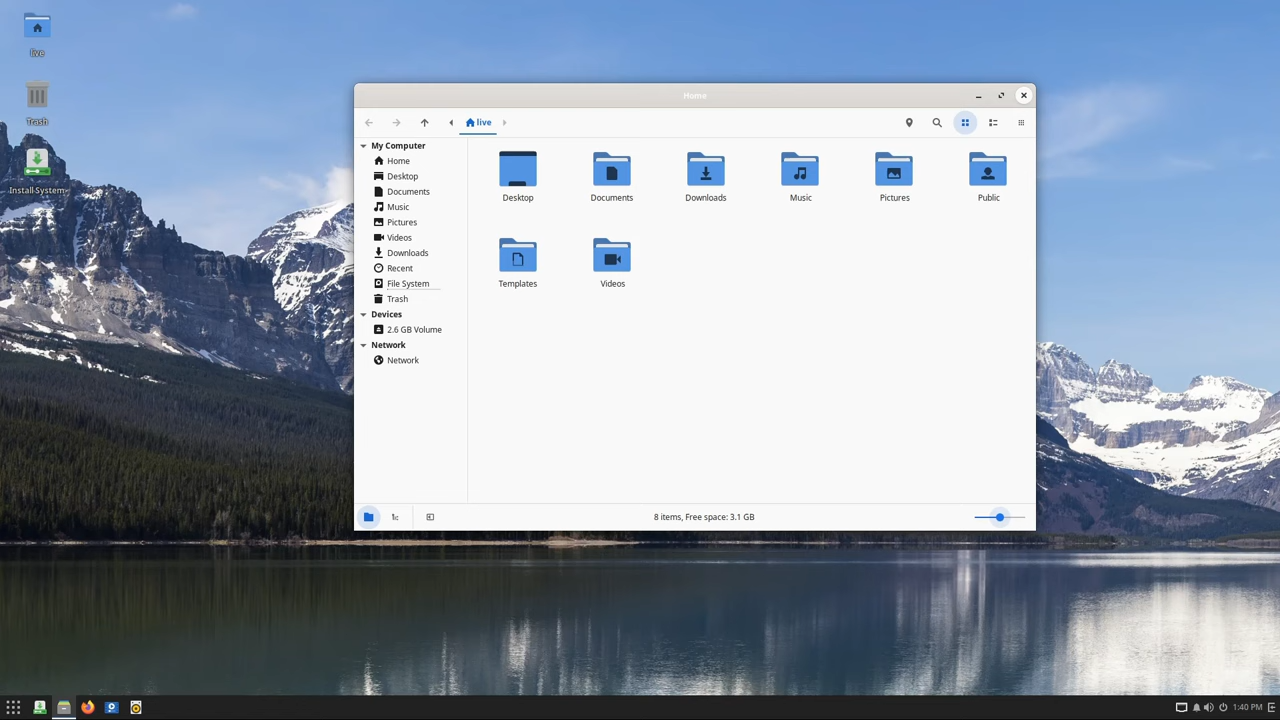 live
Trash
Install System
Home
live
My Computer
Home
Desktop
Documents
Music
Pictures
Videos
Downloads
Recent
File System
Trash
Devices
2.6 GB Volume
Network
Network
Desktop
Documents
Downloads
Music
Pictures
Public
Templates
Videos
8 items, Free space: 3.1 GB
1:40 PM